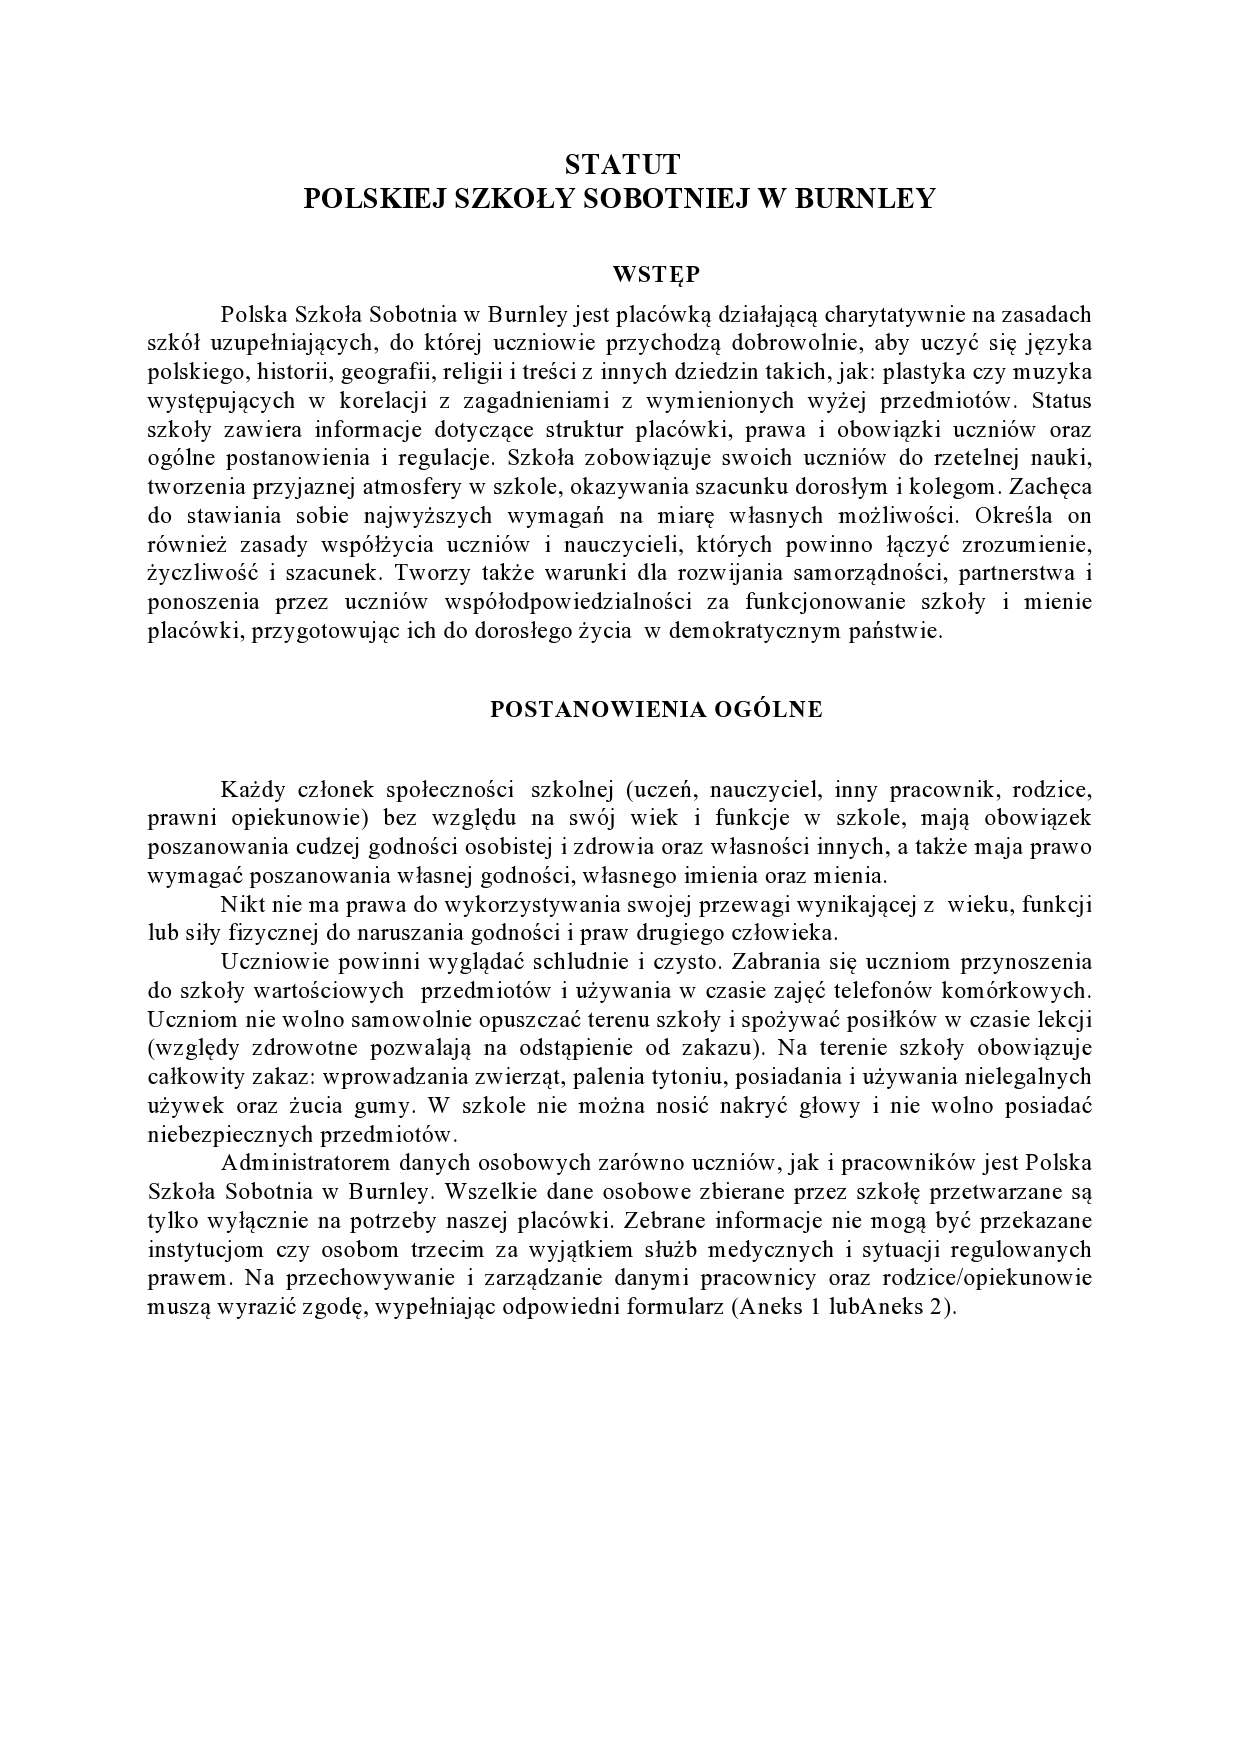 STATUT
POLSKIEJ SZKOŁY SOBOTNIEJ W BURNLEY
WSTĘP
Polska Szkoła Sobotnia w Burnley jest placówką działającą charytatywnie na zasadach
szkół uzupełniających, do której uczniowie przychodzą dobrowolnie, aby uczyć się języka
polskiego, historii, geografii, religii i treści z innych dziedzin takich, jak: plastyka czy muzyka
występujących w korelacji z zagadnieniami z wymienionych wyżej przedmiotów. Status
szkoły zawiera informacje dotyczące struktur placówki, prawa i obowiązki uczniów oraz
ogólne postanowienia i regulacje. Szkoła zobowiązuje swoich uczniów do rzetelnej nauki,
tworzenia przyjaznej atmosfery w szkole, okazywania szacunku dorosłym i kolegom. Zachęca
do stawiania sobie najwyższych wymagań na miarę własnych możliwości. Określa on
również zasady współżycia uczniów i nauczycieli, których powinno łączyć zrozumienie,
życzliwość i szacunek. Tworzy także warunki dla rozwijania samorządności, partnerstwa i
ponoszenia przez uczniów współodpowiedzialności za funkcjonowanie szkoły i mienie
placówki, przygotowując ich do dorosłego życia w demokratycznym państwie.
POSTANOWIENIA OGÓLNE
Każdy członek społeczności szkolnej (uczeń, nauczyciel, inny pracownik, rodzice,
prawni opiekunowie) bez względu na swój wiek i funkcje w szkole, mają obowiązek
poszanowania cudzej godności osobistej i zdrowia oraz własności innych, a także maja prawo
wymagać poszanowania własnej godności, własnego imienia oraz mienia.
Nikt nie ma prawa do wykorzystywania swojej przewagi wynikającej z wieku, funkcji
lub siły fizycznej do naruszania godności i praw drugiego człowieka.
Uczniowie powinni wyglądać schludnie i czysto. Zabrania się uczniom przynoszenia
do szkoły wartościowych przedmiotów i używania w czasie zajęć telefonów komórkowych.
Uczniom nie wolno samowolnie opuszczać terenu szkoły i spożywać posiłków w czasie lekcji
(względy zdrowotne pozwalają na odstąpienie od zakazu). Na terenie szkoły obowiązuje
całkowity zakaz: wprowadzania zwierząt, palenia tytoniu, posiadania i używania nielegalnych
używek oraz żucia gumy. W szkole nie można nosić nakryć głowy i nie wolno posiadać
niebezpiecznych przedmiotów.
Administratorem danych osobowych zarówno uczniów, jak i pracowników jest Polska
Szkoła Sobotnia w Burnley. Wszelkie dane osobowe zbierane przez szkołę przetwarzane są
tylko wyłącznie na potrzeby naszej placówki. Zebrane informacje nie mogą być przekazane
instytucjom czy osobom trzecim za wyjątkiem służb medycznych i sytuacji regulowanych
prawem. Na przechowywanie i zarządzanie danymi pracownicy oraz rodzice/opiekunowie
muszą wyrazić zgodę, wypełniając odpowiedni formularz (Aneks 1 lubAneks 2).